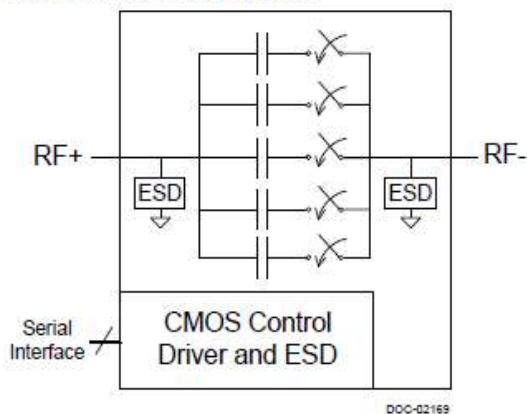 RF+
RF-
ESD
ESD
Serial
Interface
CMOS Control
Driver and ESD
DOC-02169